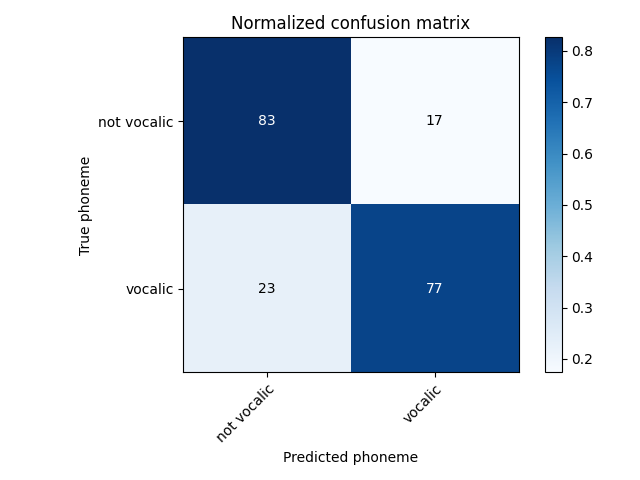 Normalized confusion matrix
True phoneme
not vocalic
83
17
vocalic
23
77
not vocalic
vocalic
Predicted phoneme
0.8
0.7
0.6
0.5
0.4
0.3
0.2